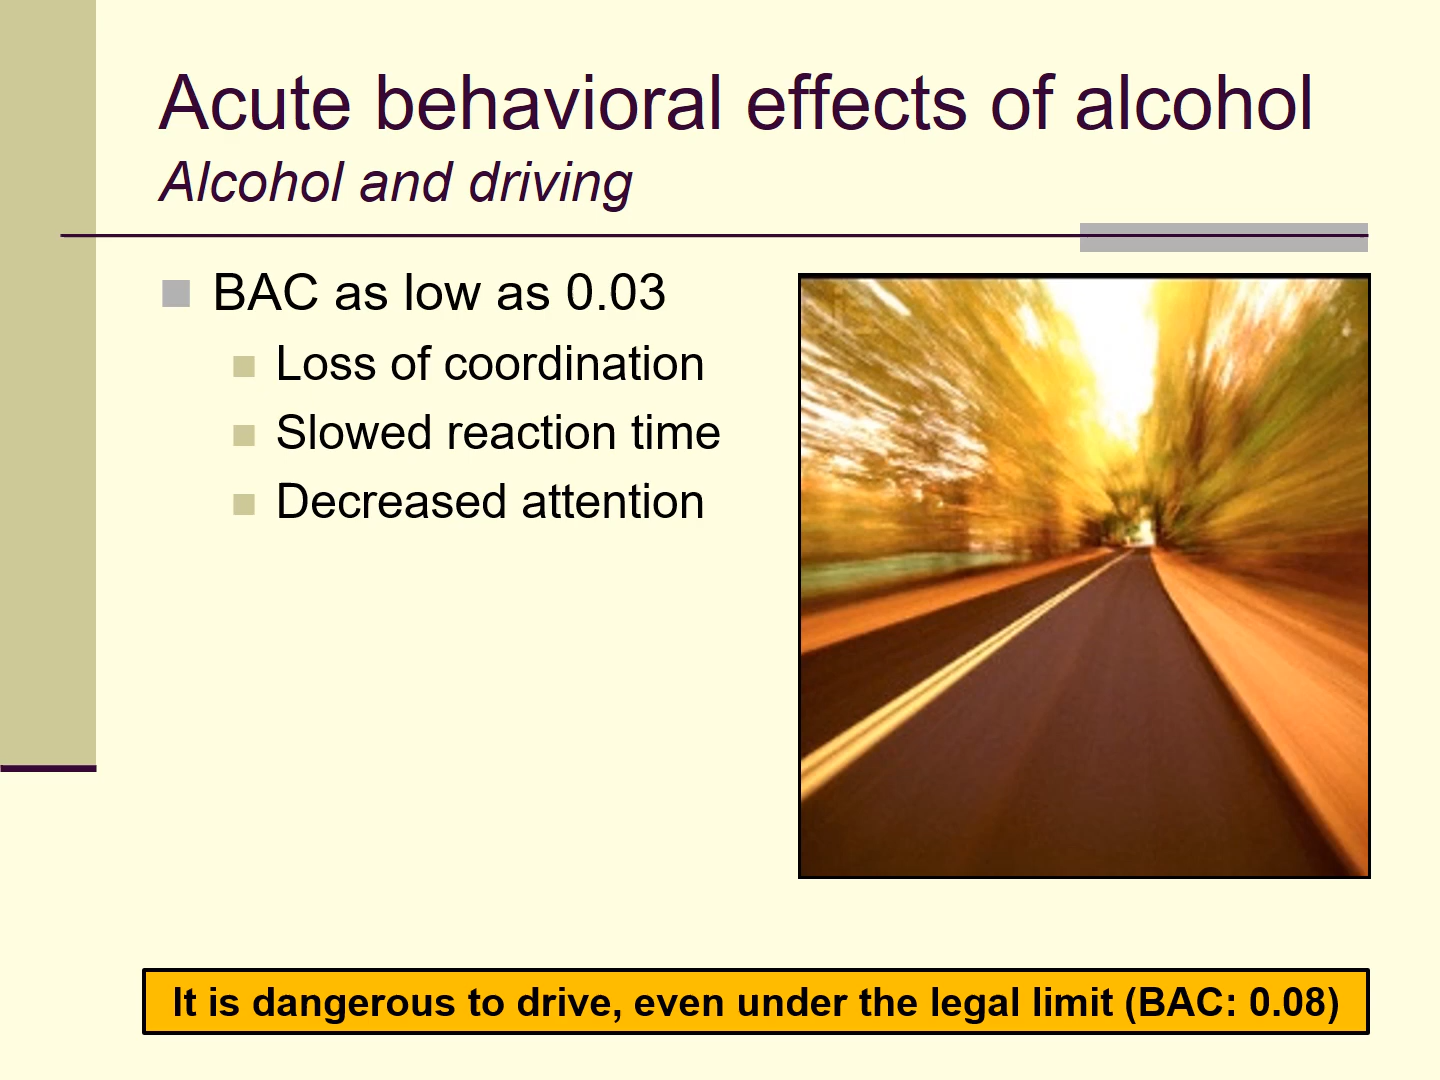 Acute behavioral effects of alcohol
Alcohol and driving
BAC as low as 0.03
Loss of coordination
Slowed reaction time
Decreased attention
It is dangerous to drive, even under the legal limit (BAC: 0.08)